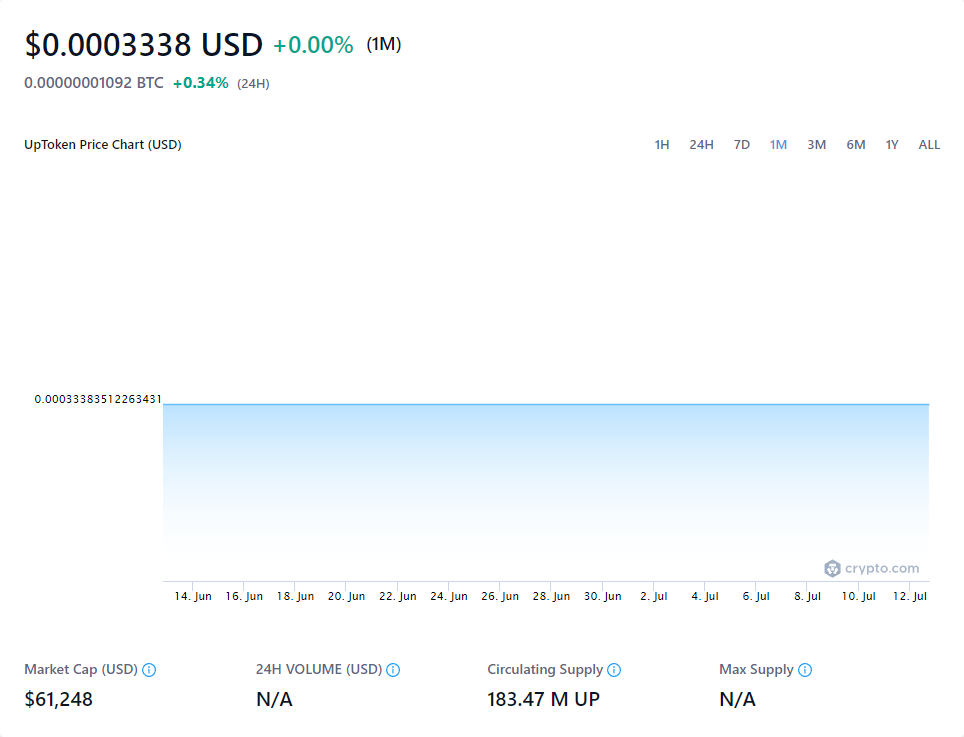 $0.0003338 USD +0.00% (1M)
0.00000001092 BTC +0.34% (24H)
UpToken Price Chart (USD) 1H 24H 7D 1M 3M 6M 1Y ALL
0.00033383512263431
crypto.com
14. Jun 16. Jun 18. Jun 20. Jun 22. Jun 24. Jun 26. Jun 28. Jun 30. Jun 2. Jul 4. Jul 6. Jul 8. Jul 10. Jul 12. Jul
Market Cap (USD) 24H VOLUME (USD) Circulating Supply Max Supply
$61,248 N/A 183.47 M UP N/A